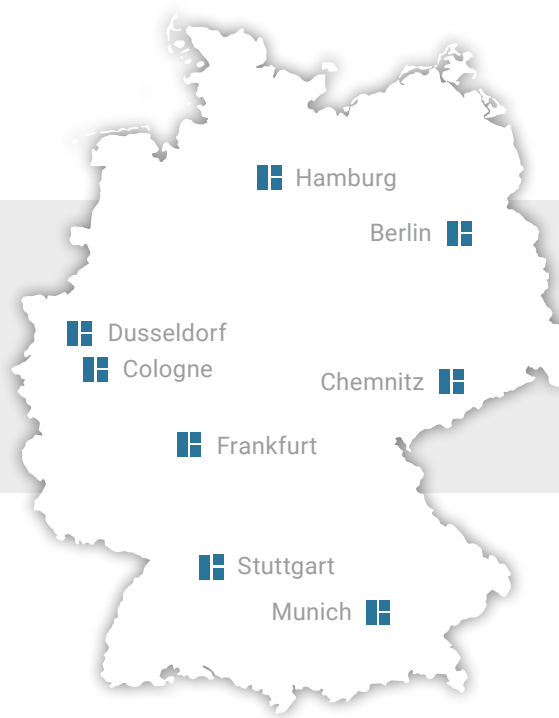 Hamburg
Berlin
Dusseldorf
Cologne
Chemnitz
Frankfurt
Stuttgart
Munich